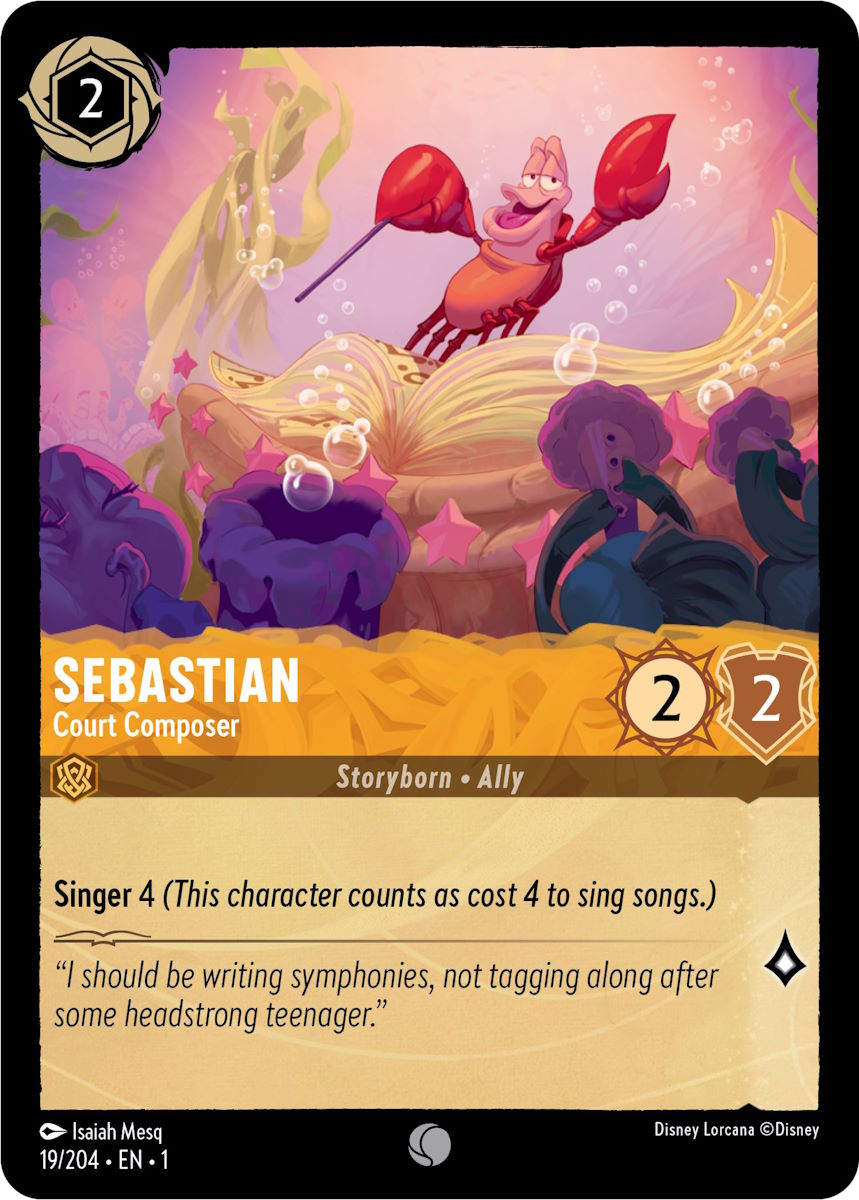 2
SEBASTIAN
Court Composer
2
2
Storyborn • Ally
Singer 4 (This character counts as cost 4 to sing songs.)
“I should be writing symphonies, not tagging along after
some headstrong teenager.”
Isaiah Mesq
19/204 • EN • 1
Disney Lorcana ©Disney